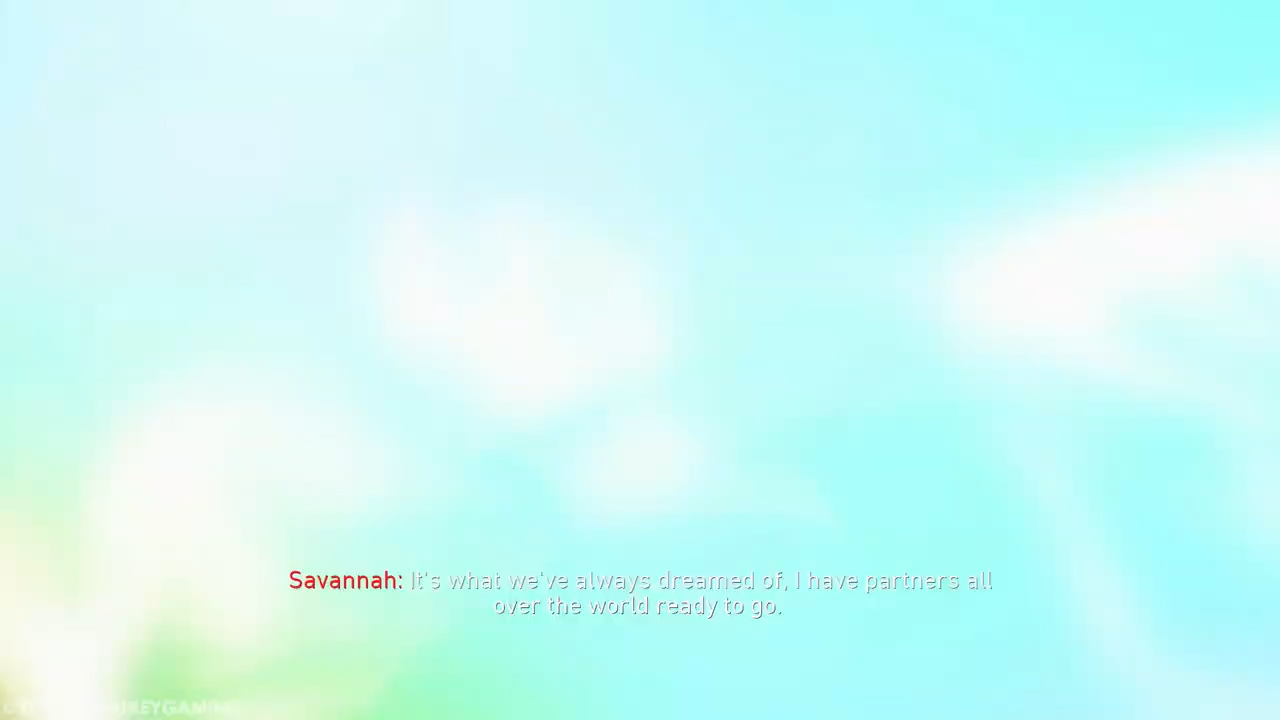 Savannah: It's what we've always dreamed of, I have partners all
over the world ready to go.